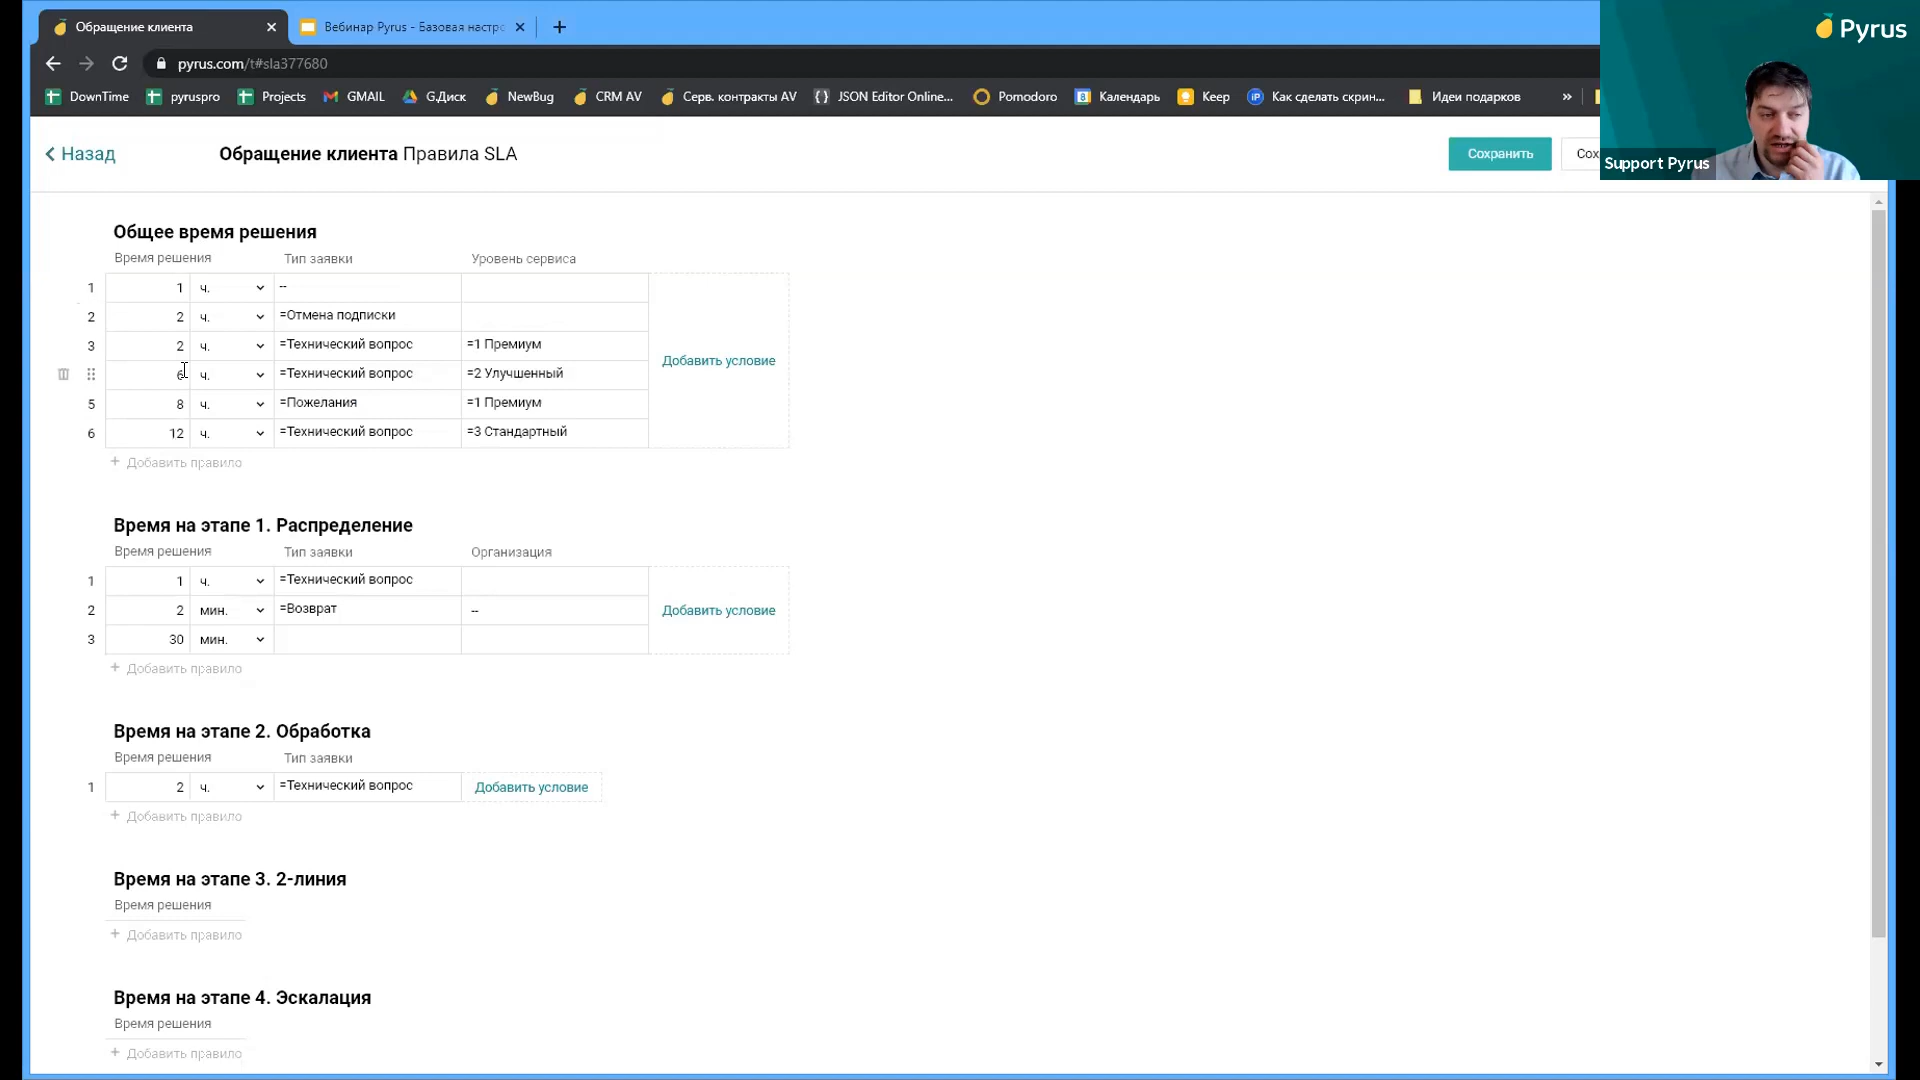 Обращение клиента
Вебинар Pyrus - Базовая настро
Pyrus
pyrus.com/t#sla377680
DownTime pyruspro Projects GMAIL G.Диск NewBug CRM AV Серв. контракты AV JSON Editor Online... Pomodoro Календарь Keep Как сделать скрин... Идеи подарков »
Support Pyrus
Назад
Обращение клиента Правила SLA
Сохранить
Сох
Общее время решения
Время решения Тип заявки Уровень сервиса
1 1 ч. --
2 2 ч. =Отмена подписки
3 2 ч. =Технический вопрос =1 Премиум
6 ч. =Технический вопрос =2 Улучшенный
5 8 ч. =Пожелания =1 Премиум
6 12 ч. =Технический вопрос =3 Стандартный
Добавить условие
+ Добавить правило
Время на этапе 1. Распределение
Время решения Тип заявки Организация
1 1 ч. =Технический вопрос
2 2 мин. =Возврат --
3 30 мин.
Добавить условие
+ Добавить правило
Время на этапе 2. Обработка
Время решения Тип заявки
1 2 ч. =Технический вопрос Добавить условие
+ Добавить правило
Время на этапе 3. 2-линия
Время решения
+ Добавить правило
Время на этапе 4. Эскалация
Время решения
+ Добавить правило